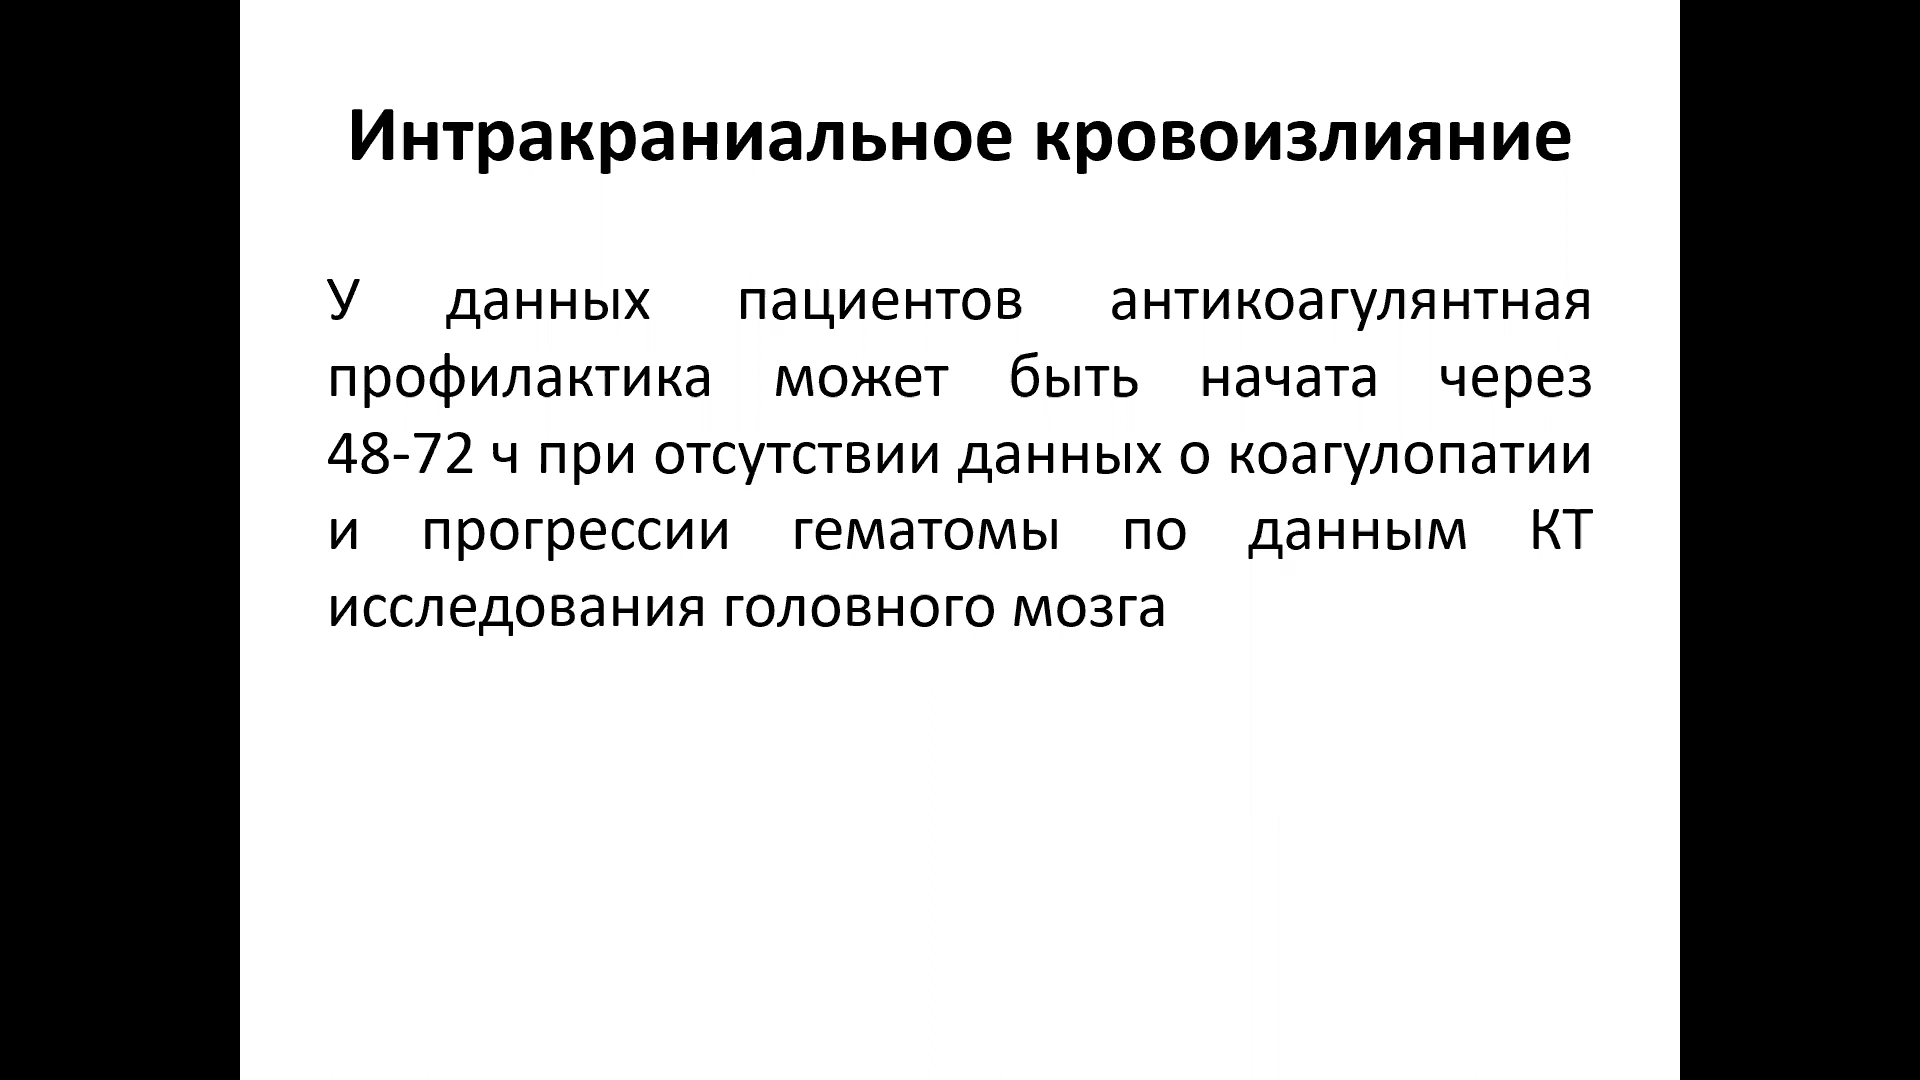 Интракраниальное кровоизлияние
У данных пациентов антикоагулянтная
профилактика может быть начата через
48-72 ч при отсутствии данных о коагулопатии
и прогрессии гематомы по данным КТ
исследования головного мозга